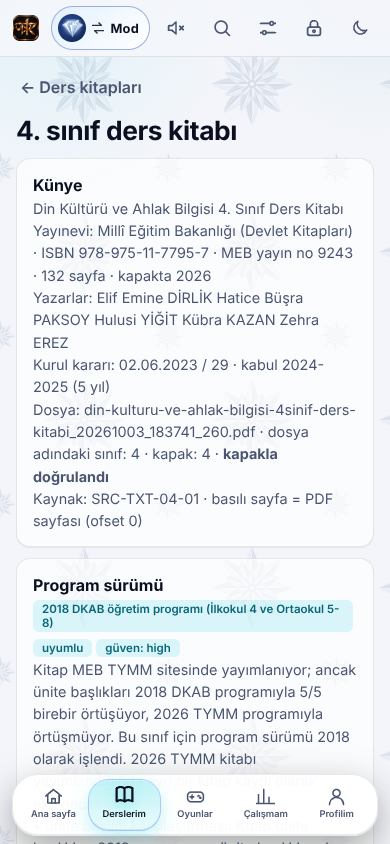 Mod
← Ders kitapları
4. sınıf ders kitabı
Künye
Din Kültürü ve Ahlak Bilgisi 4. Sınıf Ders Kitabı
Yayınevi: Millî Eğitim Bakanlığı (Devlet Kitapları)
· ISBN 978-975-11-7795-7 · MEB yayın no 9243
· 132 sayfa · kapakta 2026
Yazarlar: Elif Emine DİRLİK Hatice Büşra
PAKSOY Hulusi YİĞİT Kübra KAZAN Zehra
EREZ
Kurul kararı: 02.06.2023 / 29 · kabul 2024-
2025 (5 yıl)
Dosya: din-kulturu-ve-ahlak-bilgisi-4sinif-ders-
kitabi_20261003_183741_260.pdf · dosya
adındaki sınıf: 4 · kapak: 4 · kapakla
doğrulandı
Kaynak: SRC-TXT-04-01 · basılı sayfa = PDF
sayfası (ofset 0)
Program sürümü
2018 DKAB öğretim programı (İlkokul 4 ve Ortaokul 5-
8)
uyumlu güven: high
Kitap MEB TYMM sitesinde yayımlanıyor; ancak
ünite başlıkları 2018 DKAB programıyla 5/5
birebir örtüşüyor, 2026 TYMM programıyla
örtüşmüyor. Bu sınıf için program sürümü 2018
olarak işlendi. 2026 TYMM kitabı
Ana sayfa Derslerim Oyunlar Çalışmam Profilim